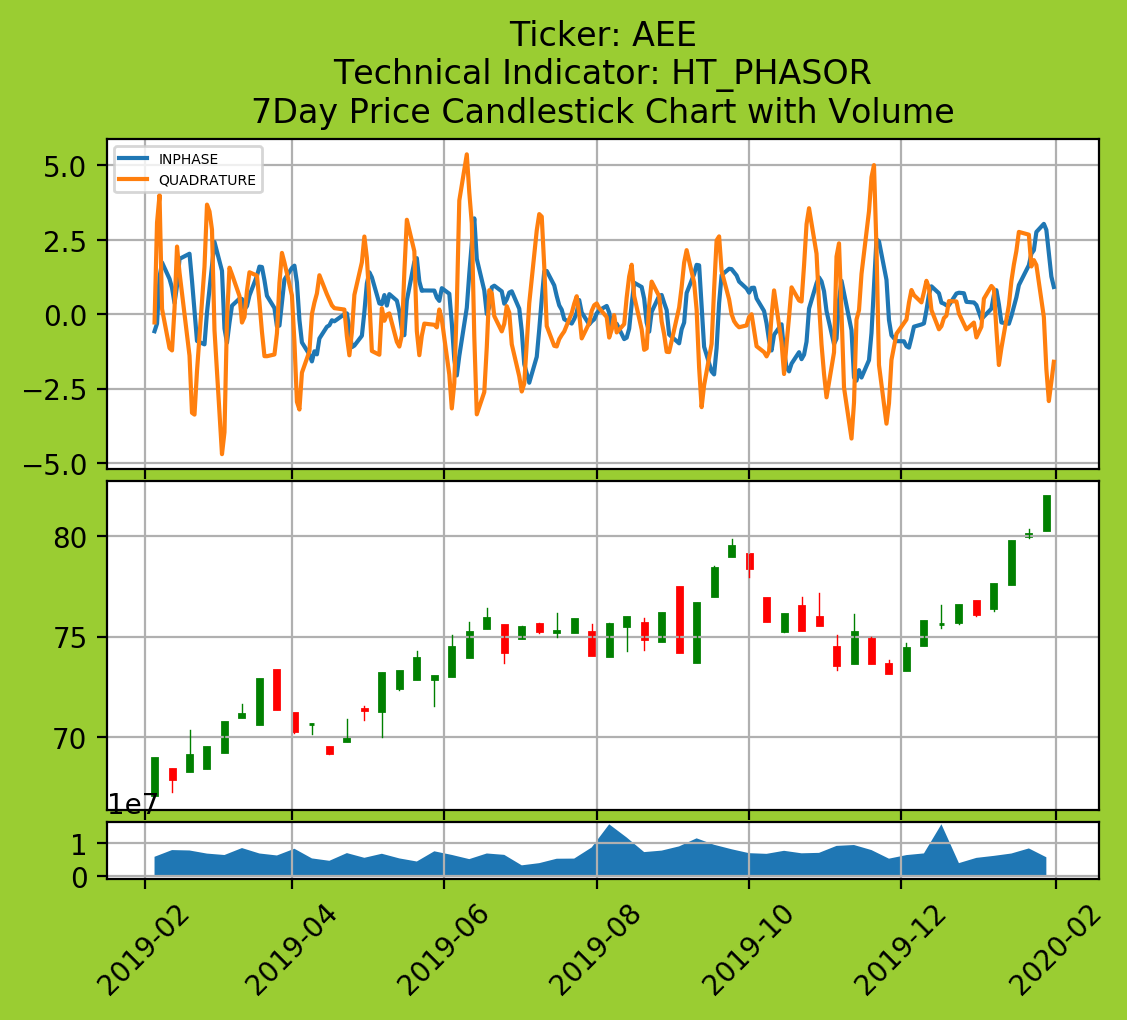 Ticker: AEE
Technical Indicator: HT_PHASOR
7Day Price Candlestick Chart with Volume
INPHASE
QUADRATURE
5.0
2.5
0.0
−2.5
−5.0
80
75
70
1e7
1
0
2019-02
2019-04
2019-06
2019-08
2019-10
2019-12
2020-02